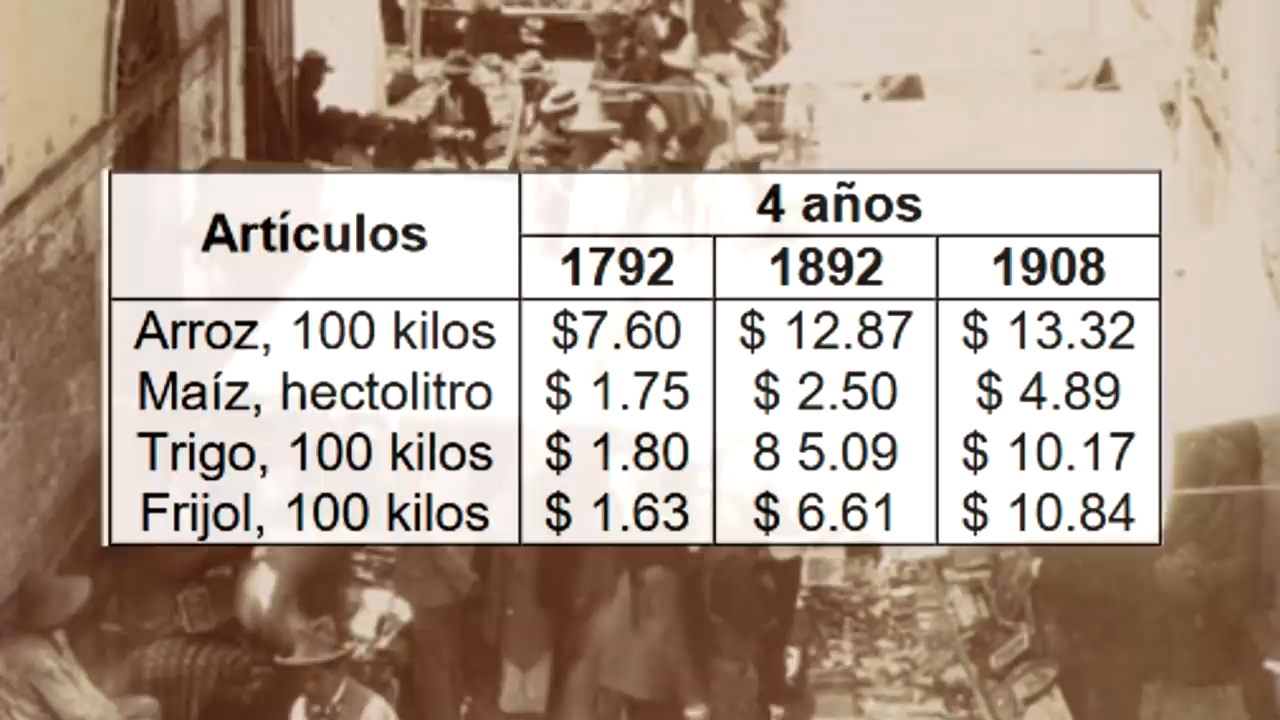 Artículos
4 años
1792 1892 1908
Arroz, 100 kilos $7.60 $ 12.87 $ 13.32
Maíz, hectolitro $ 1.75 $ 2.50 $ 4.89
Trigo, 100 kilos $ 1.80 8 5.09 $ 10.17
Frijol, 100 kilos $ 1.63 $ 6.61 $ 10.84